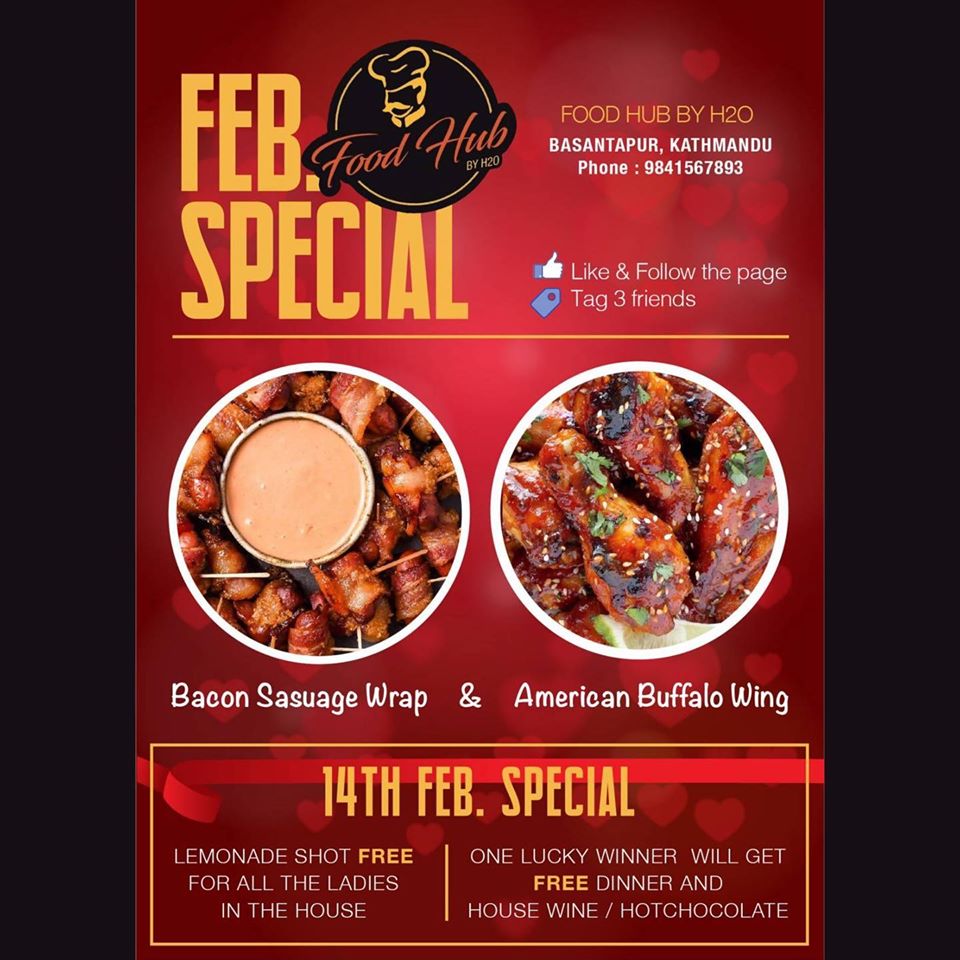 FEB.
SPECIAL
Food Hub
BY H2O
FOOD HUB BY H2O
BASANTAPUR, KATHMANDU
Phone : 9841567893
Like & Follow the page
Tag 3 friends
Bacon Sasuage Wrap & American Buffalo Wing
14TH FEB. SPECIAL
LEMONADE SHOT FREE
FOR ALL THE LADIES
IN THE HOUSE
ONE LUCKY WINNER WILL GET
FREE DINNER AND
HOUSE WINE / HOTCHOCOLATE